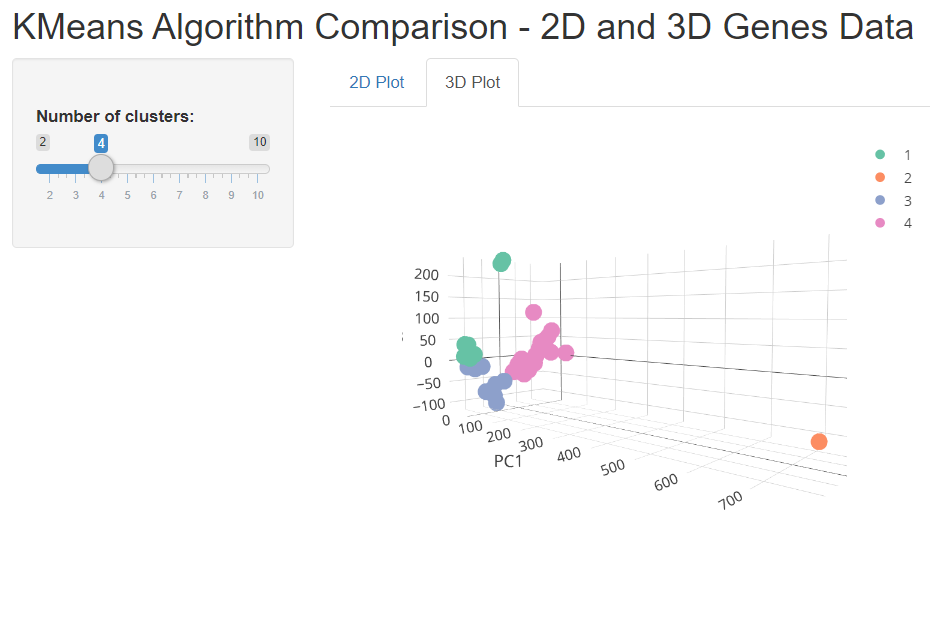 KMeans Algorithm Comparison - 2D and 3D Genes Data
Number of clusters:
2 4 10
2 3 4 5 6 7 8 9 10
2D Plot 3D Plot
1
2
3
4
200
150
100
50
0
−50
−100
0 100 200 300 400 500 600 700
PC1